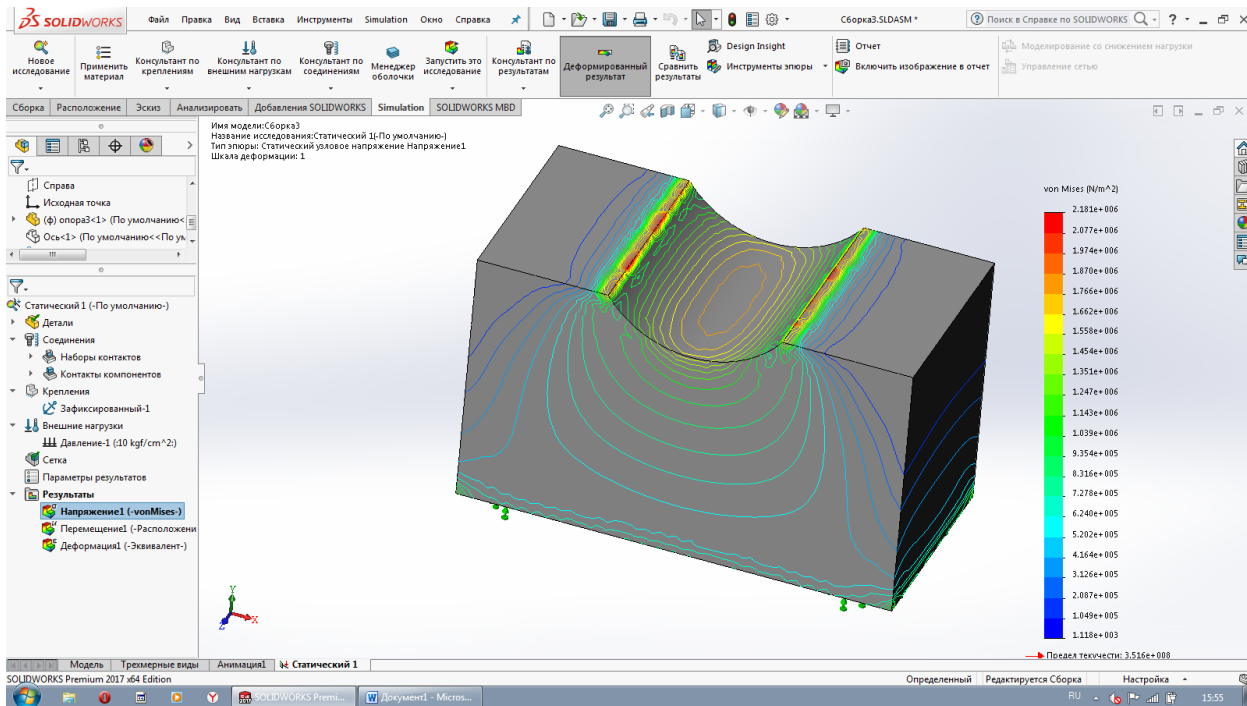 SOLIDWORKS
Файл Правка Вид Вставка Инструменты Simulation Окно Справка
Сборка3.SLDASM *
Поиск в Справке по SOLIDWORKS
Новое исследование
Применить материал
Консультант по креплениям
Консультант по внешним нагрузкам
Консультант по соединениям
Менеджер оболочки
Запустить это исследование
Консультант по результатам
Деформированный результат
Сравнить результаты
Design Insight
Инструменты эпюры
Отчет
Включить изображение в отчет
Моделирование со снижением нагрузки
Управление сетью
Сборка Расположение Эскиз Анализировать Добавления SOLIDWORKS Simulation SOLIDWORKS MBD
Имя модели:Сборка3
Название исследования:Статический 1(-По умолчанию-)
Тип эпюры: Статический узловое напряжение Напряжение1
Шкала деформации: 1
Справа
Исходная точка
(ф) опора3<1> (По умолчанию<
Ось<1> (По умолчанию<<По ум
Статический 1 (-По умолчанию-)
Детали
Соединения
Наборы контактов
Контакты компонентов
Крепления
Зафиксированный-1
Внешние нагрузки
Давление-1 (:10 kgf/cm^2:)
Сетка
Параметры результатов
Результаты
Напряжение1 (-vonMises-)
Перемещение1 (-Расположени
Деформация1 (-Эквивалент-)
von Mises (N/m^2)
2.181e+006
2.077e+006
1.974e+006
1.870e+006
1.766e+006
1.662e+006
1.558e+006
1.454e+006
1.351e+006
1.247e+006
1.143e+006
1.039e+006
9.354e+005
8.316e+005
7.278e+005
6.240e+005
5.202e+005
4.164e+005
3.126e+005
2.087e+005
1.049e+005
1.118e+003
Предел текучести: 3.516e+008
Y
X
Z
Модель Трехмерные виды Анимация1 Статический 1
SOLIDWORKS Premium 2017 x64 Edition
Определенный Редактируется Сборка Настройка
SOLIDWORKS Premi...
Документ1 - Micros...
RU
15:55